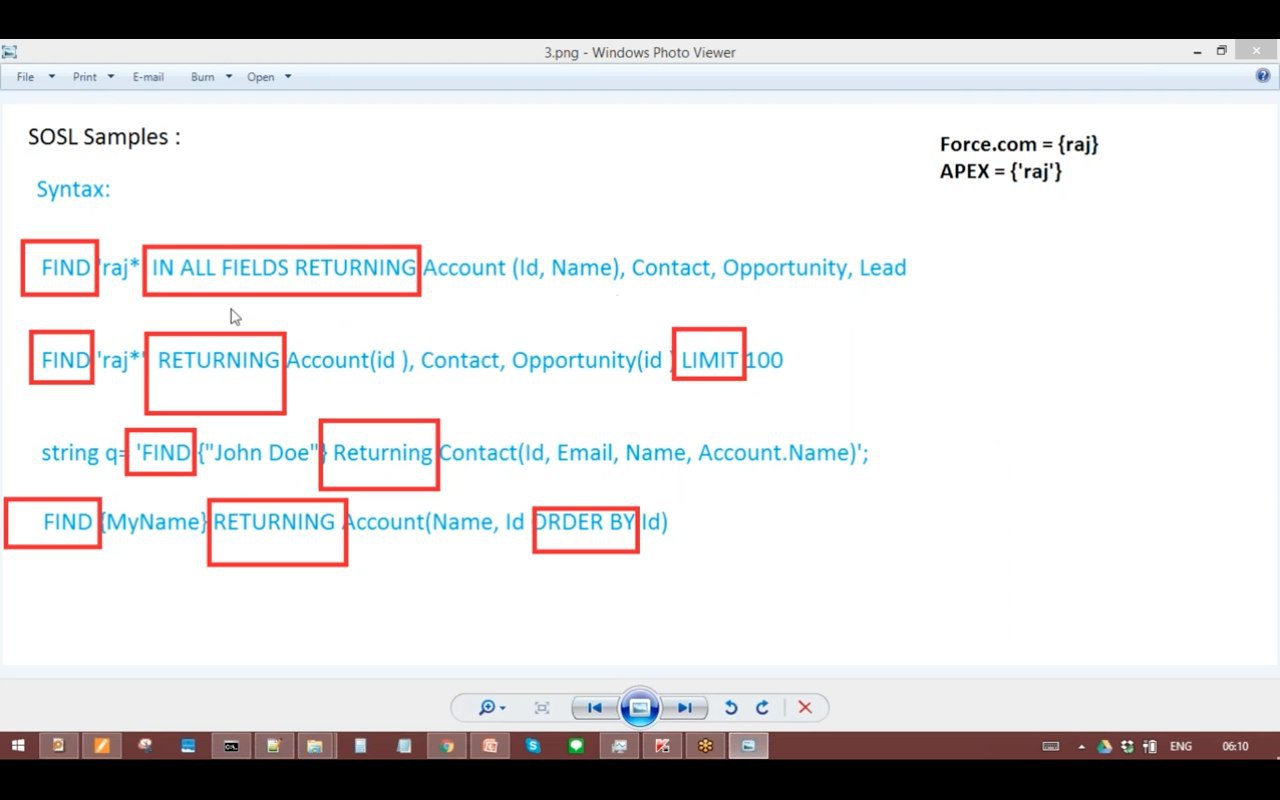 3.png - Windows Photo Viewer
File Print E-mail Burn Open
SOSL Samples :
Force.com = {raj}
APEX = {'raj'}
Syntax:
FIND 'raj* IN ALL FIELDS RETURNING Account (Id, Name), Contact, Opportunity, Lead
FIND 'raj*' RETURNING Account(id ), Contact, Opportunity(id ) LIMIT 100
string q= 'FIND {"John Doe"} Returning Contact(Id, Email, Name, Account.Name)';
FIND {MyName} RETURNING Account(Name, Id ORDER BY Id)
ENG 06:10